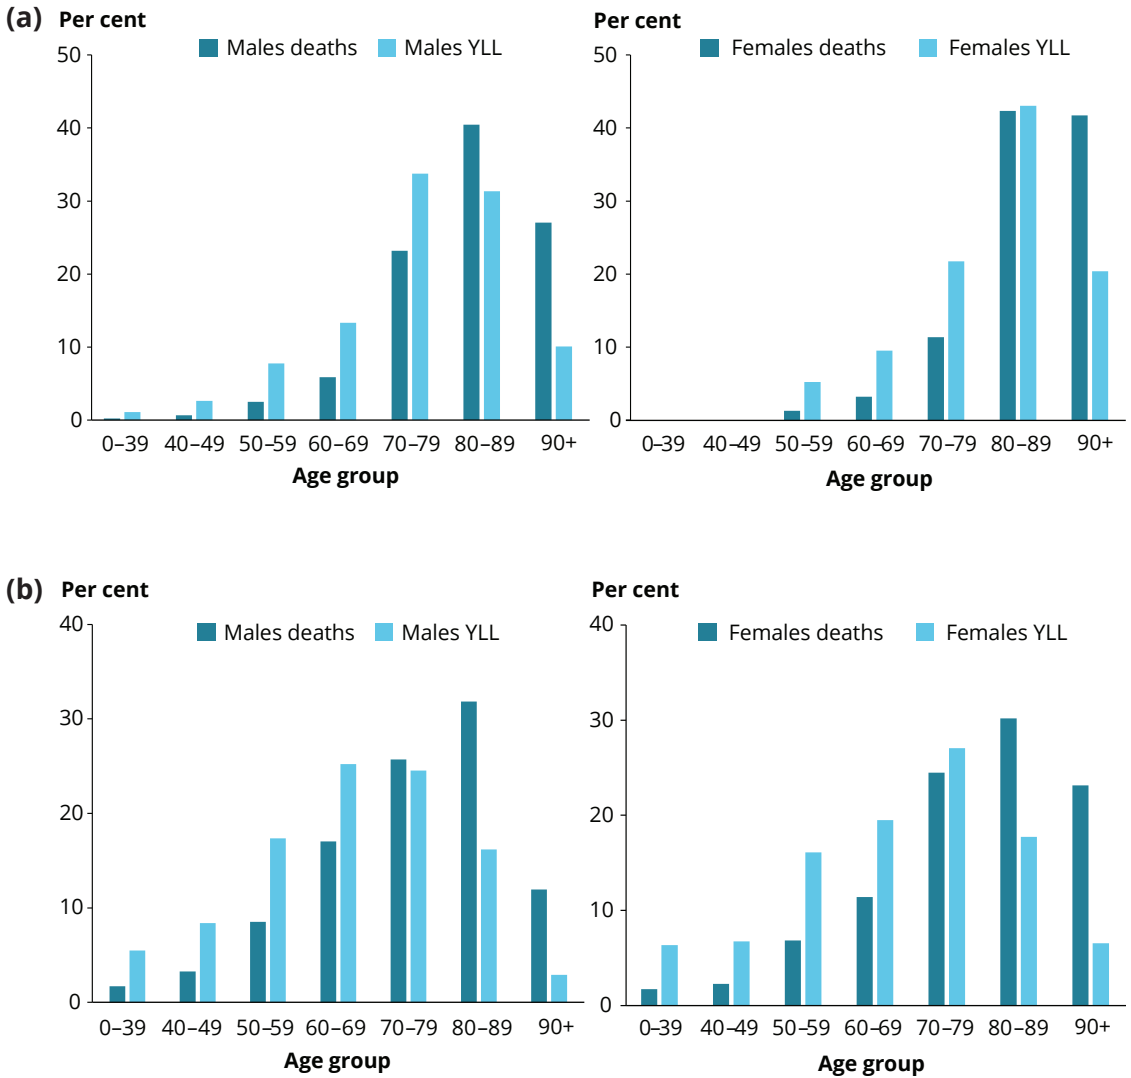 (a) Per cent
Males deaths Males YLL
50
40
30
20
10
0
0–39 40–49 50–59 60–69 70–79 80–89 90+
Age group
Per cent
Females deaths Females YLL
50
40
30
20
10
0
0–39 40–49 50–59 60–69 70–79 80–89 90+
Age group
(b) Per cent
Males deaths Males YLL
40
30
20
10
0
0–39 40–49 50–59 60–69 70–79 80–89 90+
Age group
Per cent
Females deaths Females YLL
40
30
20
10
0
0–39 40–49 50–59 60–69 70–79 80–89 90+
Age group